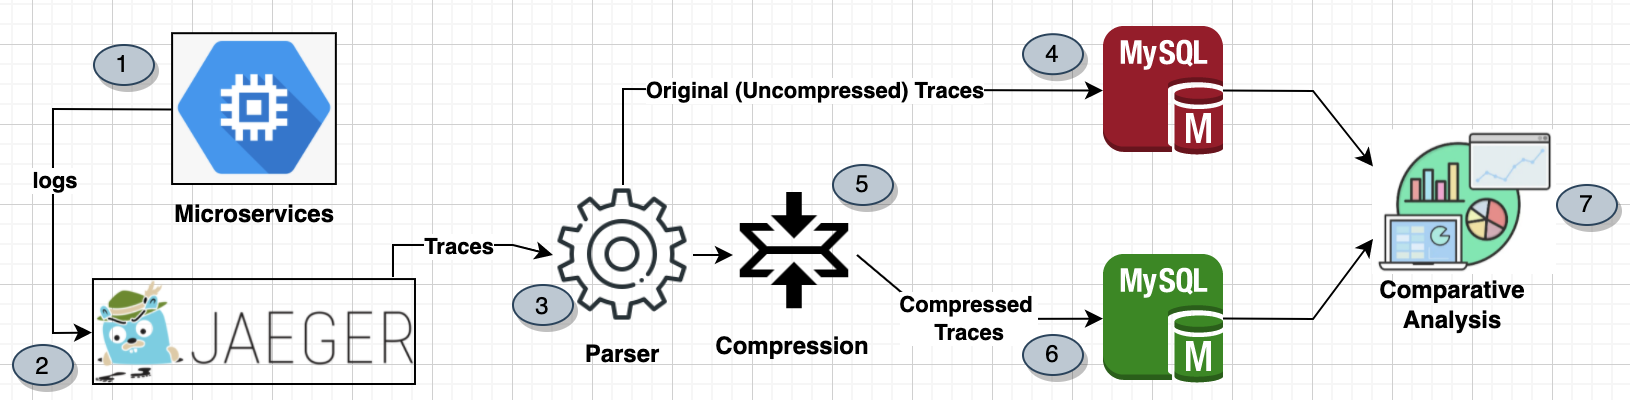 1
Microservices
logs
2
JAEGER
Traces
3
Parser
Original (Uncompressed) Traces
4
MySQL
M
5
Compression
Compressed
Traces
6
MySQL
M
7
Comparative
Analysis